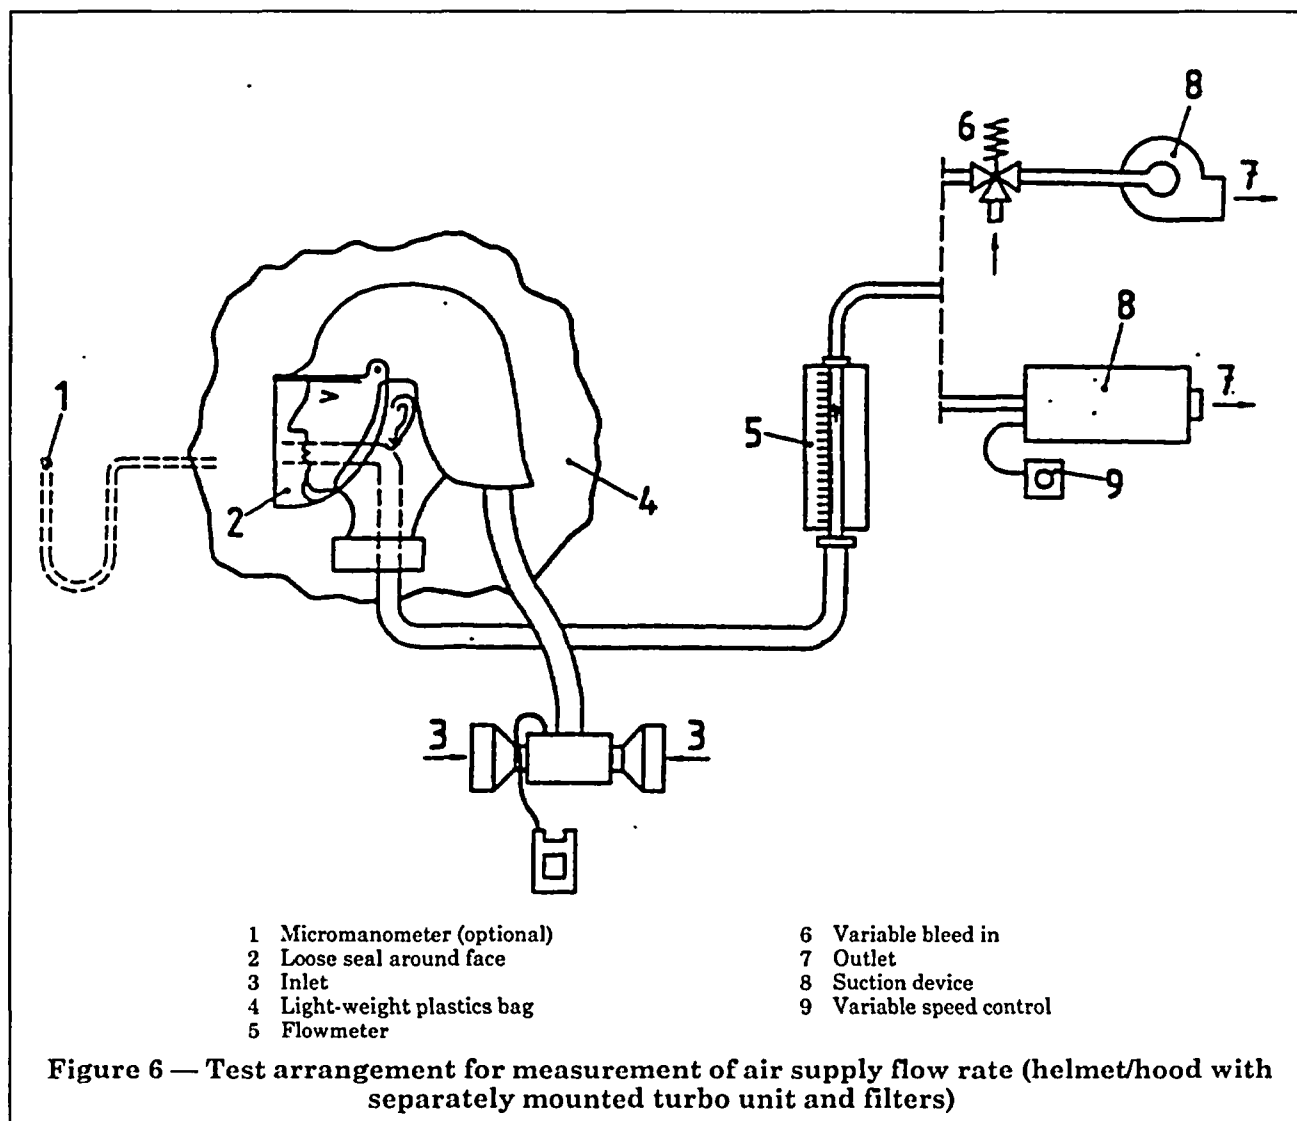 8
6
7
8
1
7
5
9
4
2
3
3
1 Micromanometer (optional)
2 Loose seal around face
3 Inlet
4 Light-weight plastics bag
5 Flowmeter
6 Variable bleed in
7 Outlet
8 Suction device
9 Variable speed control
Figure 6 — Test arrangement for measurement of air supply flow rate (helmet/hood with
separately mounted turbo unit and filters)